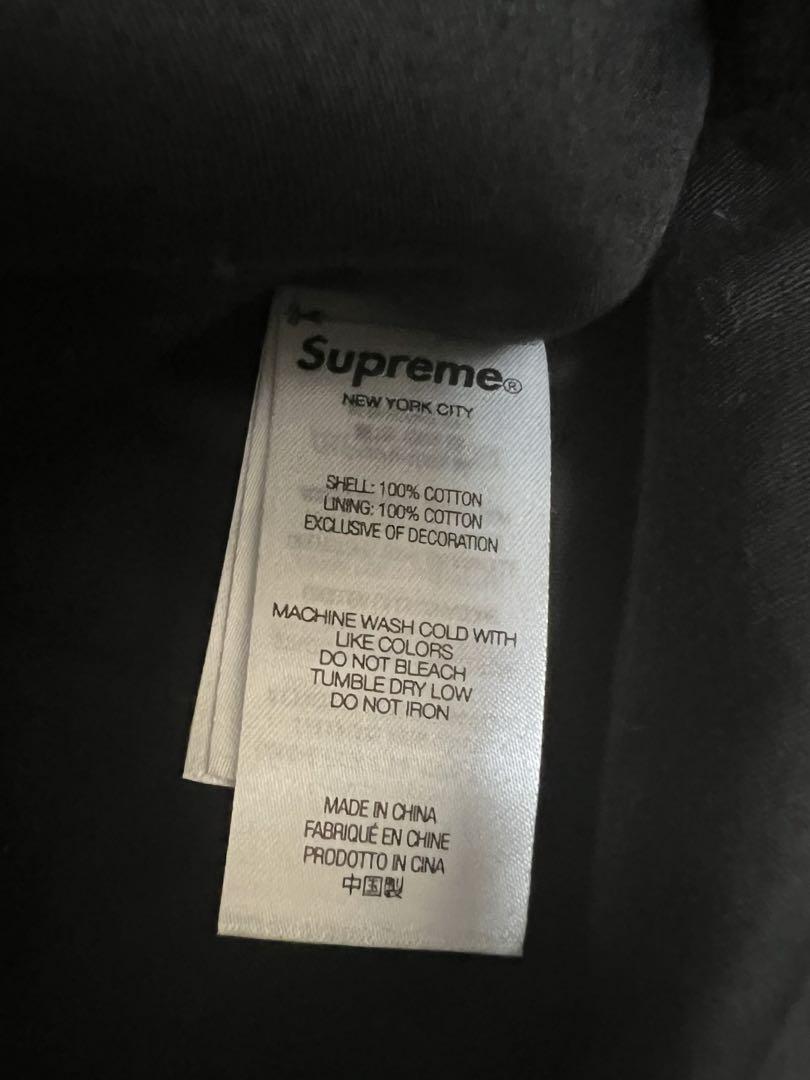 Supreme®
NEW YORK CITY
SHELL: 100% COTTON
LINING: 100% COTTON
EXCLUSIVE OF DECORATION
MACHINE WASH COLD WITH
LIKE COLORS
DO NOT BLEACH
TUMBLE DRY LOW
DO NOT IRON
MADE IN CHINA
FABRIQUÉ EN CHINE
PRODOTTO IN CINA
中国製